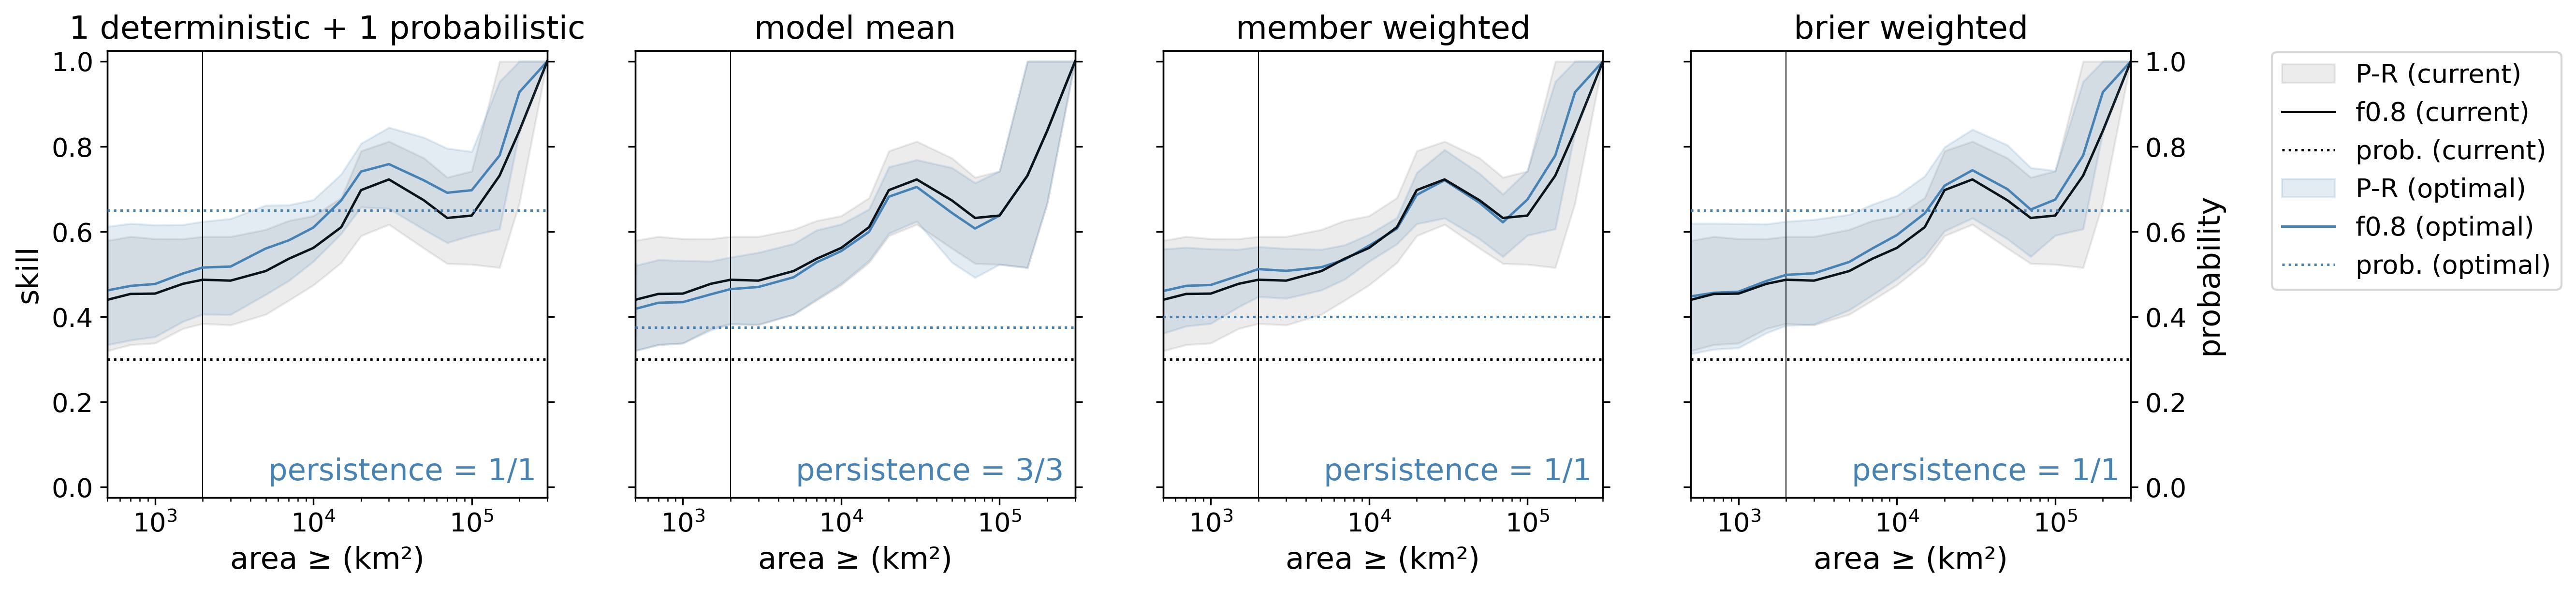 1 deterministic + 1 probabilistic
model mean
member weighted
brier weighted
skill
1.0
0.8
0.6
0.4
0.2
0.0
persistence = 1/1
persistence = 3/3
persistence = 1/1
persistence = 1/1
10³
10⁴
10⁵
10³
10⁴
10⁵
10³
10⁴
10⁵
10³
10⁴
10⁵
area ≥ (km²)
area ≥ (km²)
area ≥ (km²)
area ≥ (km²)
1.0
0.8
0.6
0.4
0.2
0.0
probability
P-R (current)
f0.8 (current)
prob. (current)
P-R (optimal)
f0.8 (optimal)
prob. (optimal)